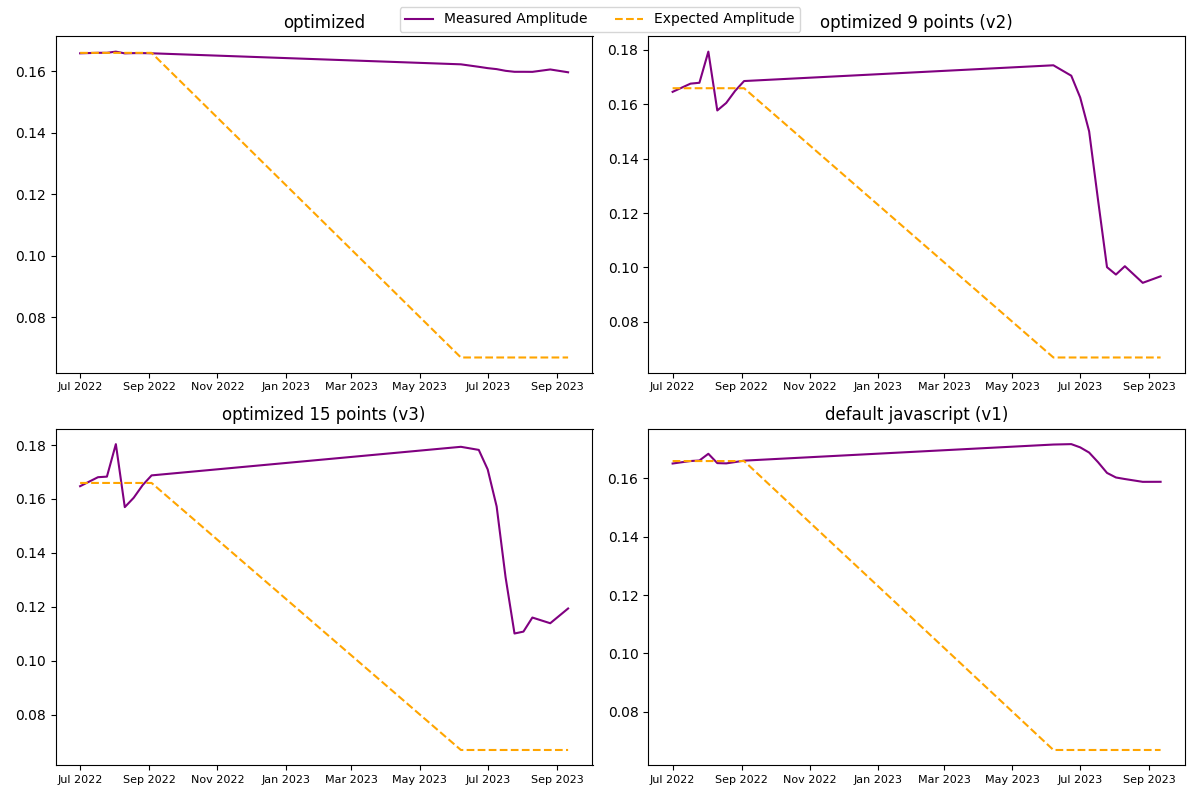 Measured Amplitude Expected Amplitude
optimized
0.16
0.14
0.12
0.10
0.08
Jul 2022 Sep 2022 Nov 2022 Jan 2023 Mar 2023 May 2023 Jul 2023 Sep 2023
optimized 9 points (v2)
0.18
0.16
0.14
0.12
0.10
0.08
Jul 2022 Sep 2022 Nov 2022 Jan 2023 Mar 2023 May 2023 Jul 2023 Sep 2023
optimized 15 points (v3)
0.18
0.16
0.14
0.12
0.10
0.08
Jul 2022 Sep 2022 Nov 2022 Jan 2023 Mar 2023 May 2023 Jul 2023 Sep 2023
default javascript (v1)
0.16
0.14
0.12
0.10
0.08
Jul 2022 Sep 2022 Nov 2022 Jan 2023 Mar 2023 May 2023 Jul 2023 Sep 2023